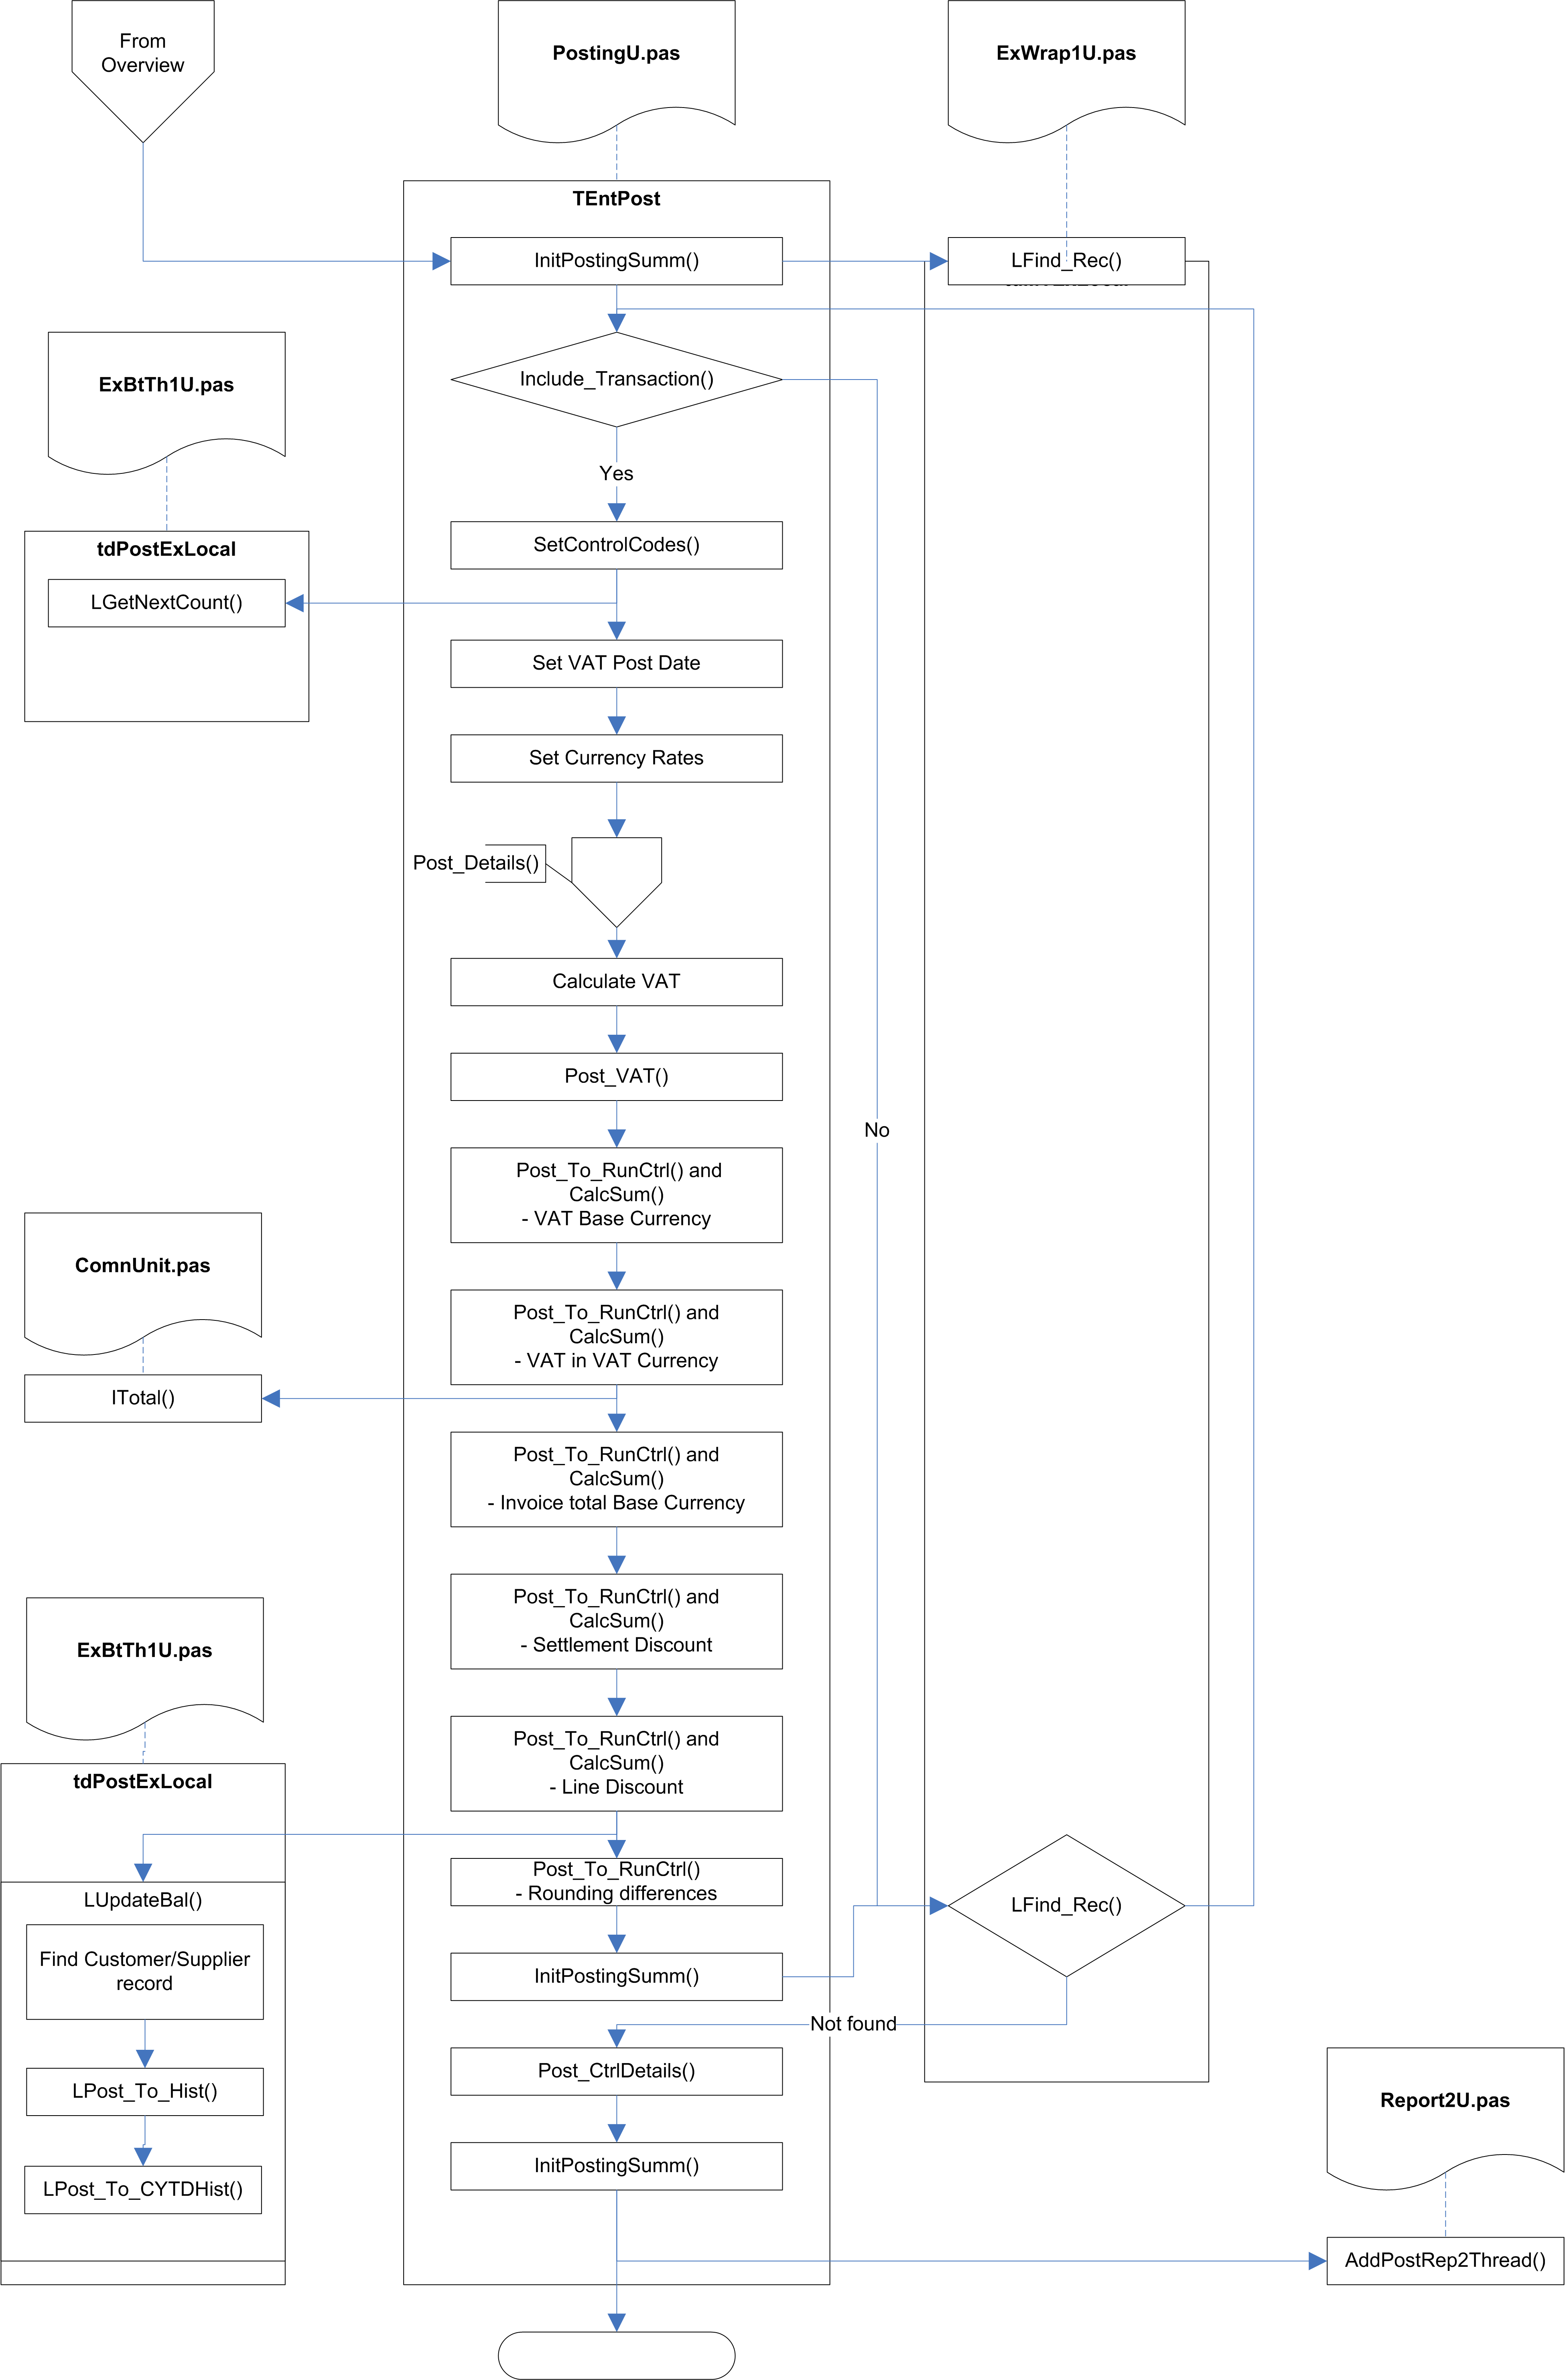 From
Overview
PostingU.pas
ExWrap1U.pas
TEntPost
InitPostingSumm()
LFind_Rec()
Include_Transaction()
ExBtTh1U.pas
Yes
tdPostExLocal
SetControlCodes()
LGetNextCount()
Set VAT Post Date
Set Currency Rates
Post_Details()
Calculate VAT
Post_VAT()
No
Post_To_RunCtrl() and
CalcSum()
- VAT Base Currency
ComnUnit.pas
Post_To_RunCtrl() and
CalcSum()
- VAT in VAT Currency
ITotal()
Post_To_RunCtrl() and
CalcSum()
- Invoice total Base Currency
Post_To_RunCtrl() and
CalcSum()
- Settlement Discount
ExBtTh1U.pas
Post_To_RunCtrl() and
CalcSum()
- Line Discount
tdPostExLocal
Post_To_RunCtrl()
- Rounding differences
LUpdateBal()
LFind_Rec()
Find Customer/Supplier
record
InitPostingSumm()
Not found
Post_CtrlDetails()
LPost_To_Hist()
Report2U.pas
InitPostingSumm()
LPost_To_CYTDHist()
AddPostRep2Thread()